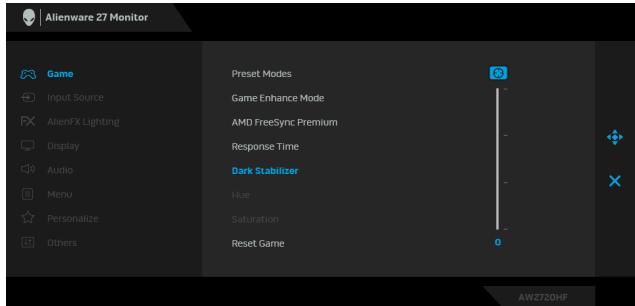 Alienware 27 Monitor
Game
Input Source
AlienFX Lighting
Display
Audio
Menu
Personalize
Others
Preset Modes
Game Enhance Mode
AMD FreeSync Premium
Response Time
Dark Stabilizer
Hue
Saturation
Reset Game
0
AW2720HF